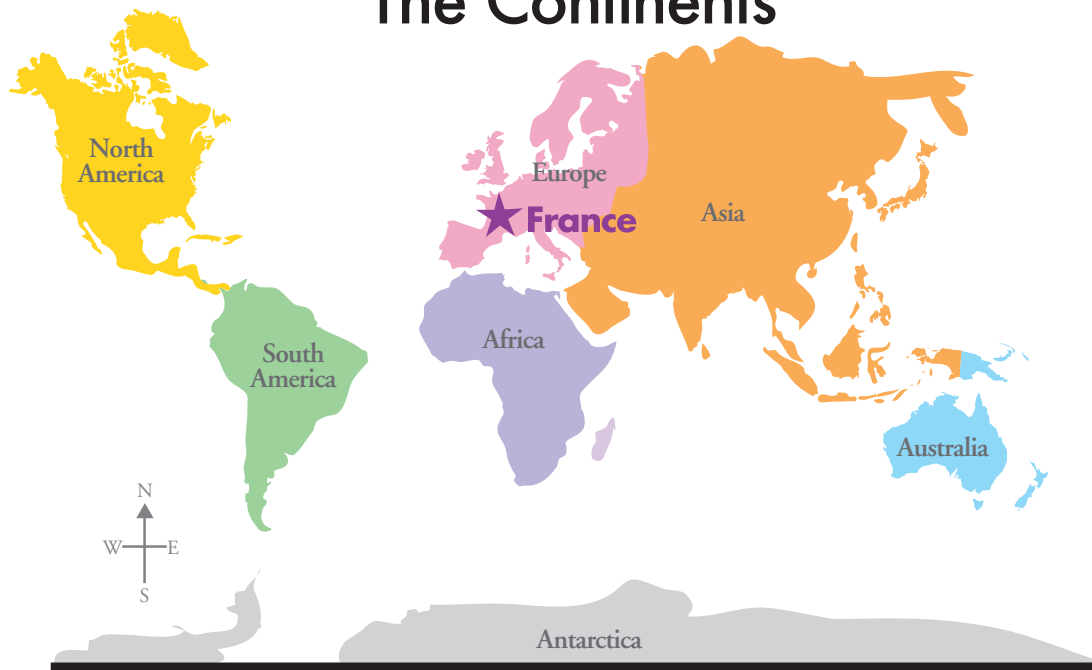 The Continents
North
America
Europe
France
Asia
Africa
South
America
Australia
N
W E
S
Antarctica